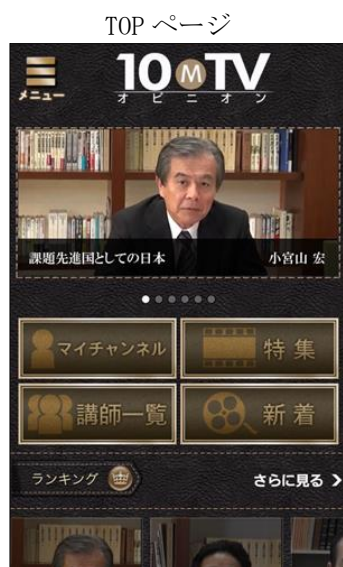 TOP ページ
10MTV
メニュー
オピニオン
課題先進国としての日本 小宮山 宏
マイチャンネル
特集
講師一覧
新着
ランキング
さらに見る